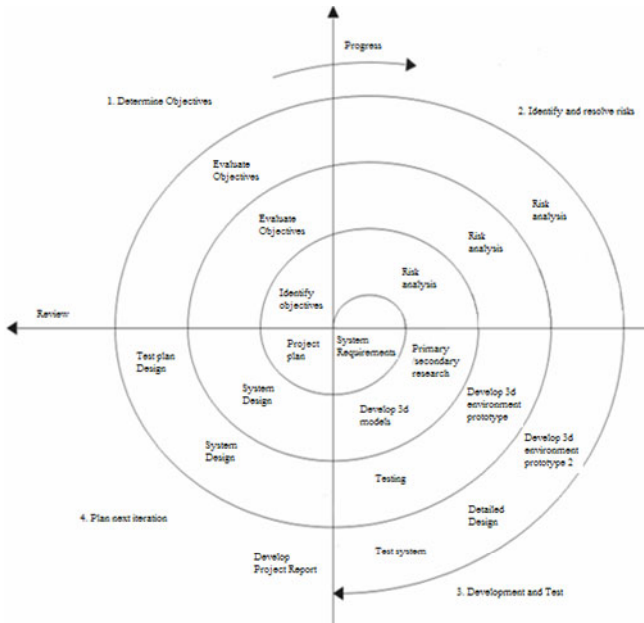 Progress
1. Determine Objectives
2. Identify and resolve risks
Evaluate
Objectives
Risk
analysis
Evaluate
Objectives
Risk
analysis
Risk
analysis
Identify
objectives
Review
Project
plan
System
Requirements
Primary
/secondary
research
Test plan
Design
System
Design
Develop 3d
models
Develop 3d
environment
prototype
System
Design
Develop 3d
environment
prototype 2
Testing
Detailed
Design
4. Plan next iteration
Develop
Project Report
Test system
3. Development and Test